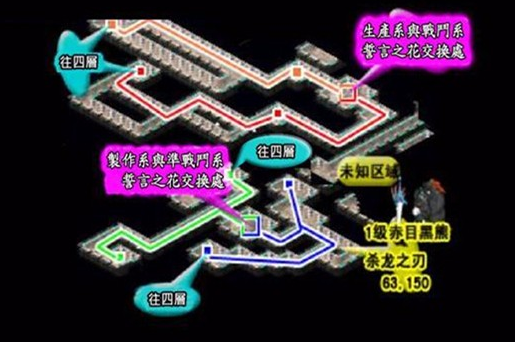 生產系與戰鬥系
誓言之花交換處
往四層
製作系與準戰鬥系
誓言之花交換處
往四層
未知区域
1级赤目黑熊
杀龙之刃
63,150
往四層